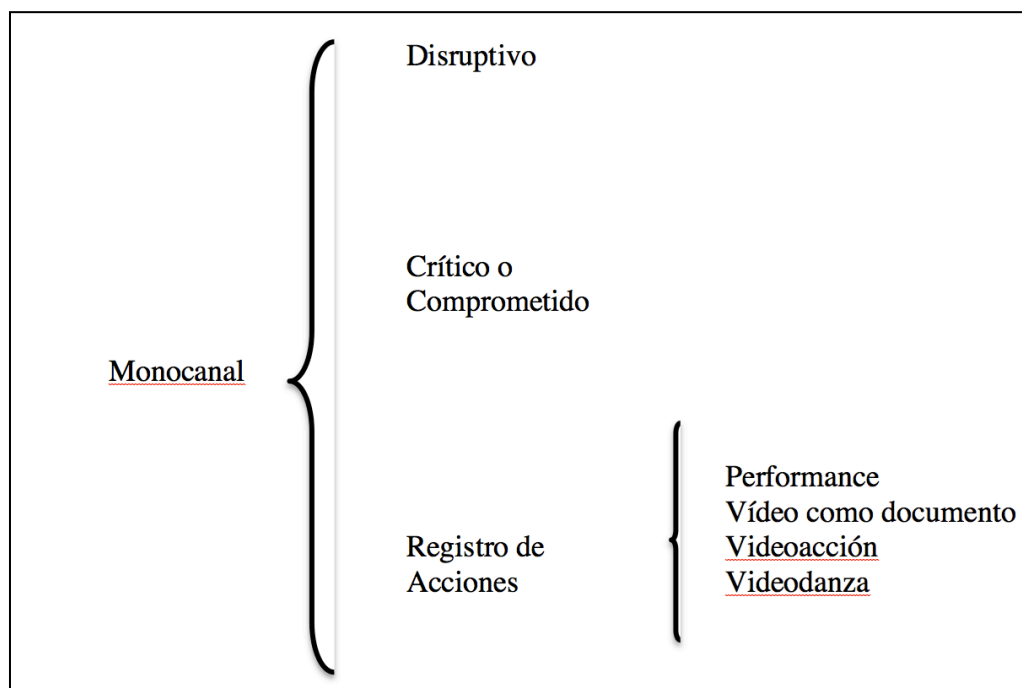 Disruptivo
Crítico o
Comprometido
Monocanal
Registro de
Acciones
Performance
Vídeo como documento
Videoacción
Videodanza